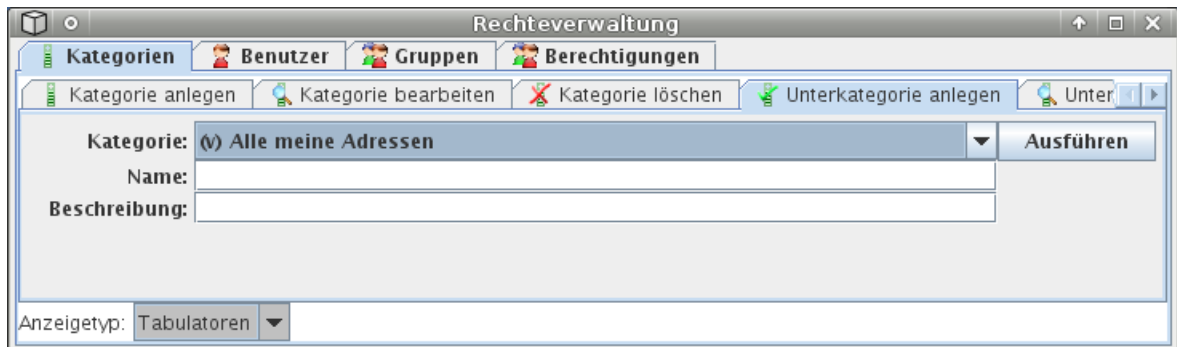 Rechteverwaltung
Kategorien Benutzer Gruppen Berechtigungen
Kategorie anlegen Kategorie bearbeiten Kategorie löschen Unterkategorie anlegen Unter
Kategorie: (v) Alle meine Adressen Ausführen
Name:
Beschreibung:
Anzeigetyp: Tabulatoren